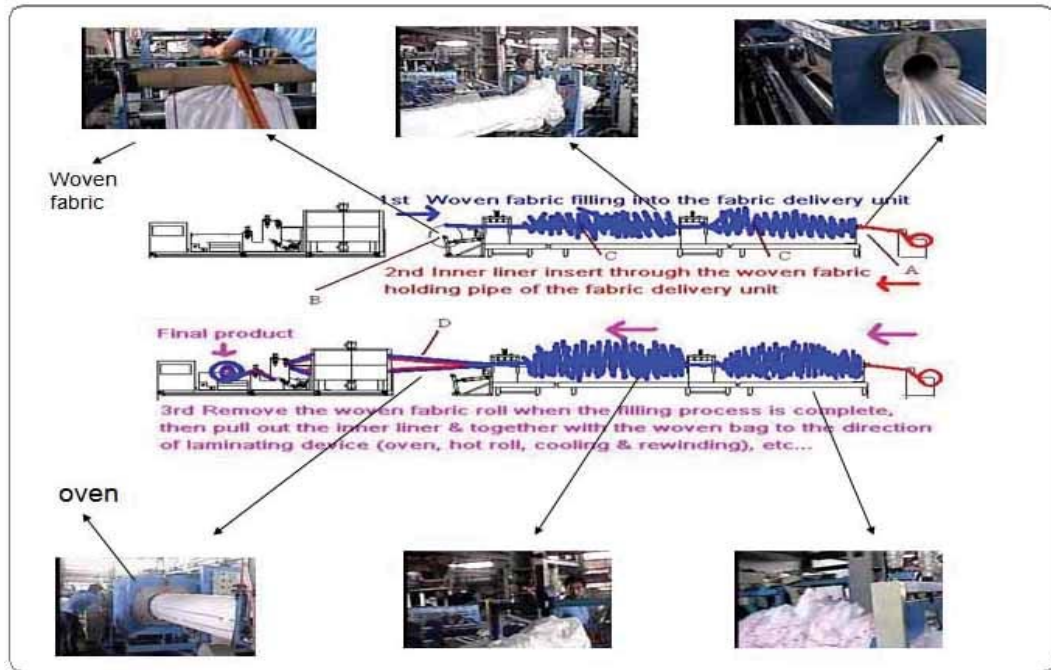 Woven
fabric
1st Woven fabric filling into the fabric delivery unit
C
C
A
2nd Inner liner insert through the woven fabric
holding pipe of the fabric delivery unit
B
D
Final product
3rd Remove the woven fabric roll when the filling process is complete,
then pull out the inner liner & together with the woven bag to the direction
of laminating device (oven, hot roll, cooling & rewinding), etc...
oven